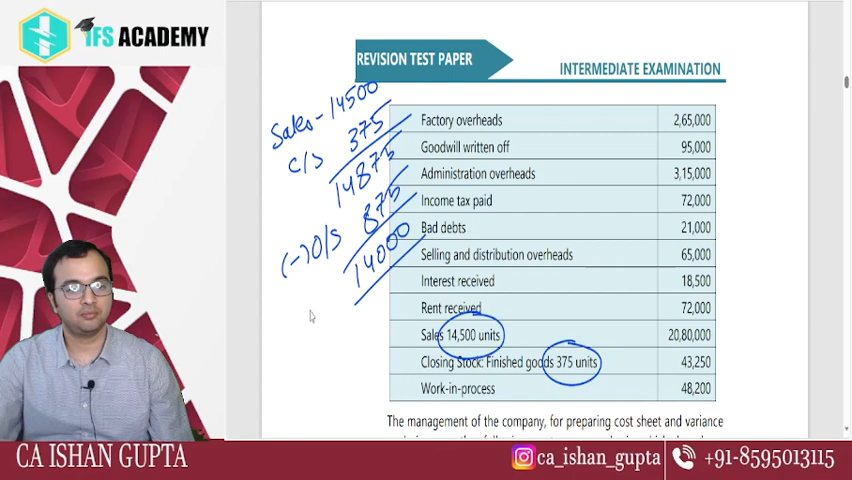 IFS ACADEMY
REVISION TEST PAPER
INTERMEDIATE EXAMINATION
Sales - 14500
C/S 375
14875
(-) O/S 875
14000
Factory overheads 2,65,000
Goodwill written off 95,000
Administration overheads 3,15,000
Income tax paid 72,000
Bad debts 21,000
Selling and distribution overheads 65,000
Interest received 18,500
Rent received 72,000
Sales 14,500 units 20,80,000
Closing Stock: Finished goods 375 units 43,250
Work-in-process 48,200
The management of the company, for preparing cost sheet and variance
CA ISHAN GUPTA
ca_ishan_gupta
+91-8595013115